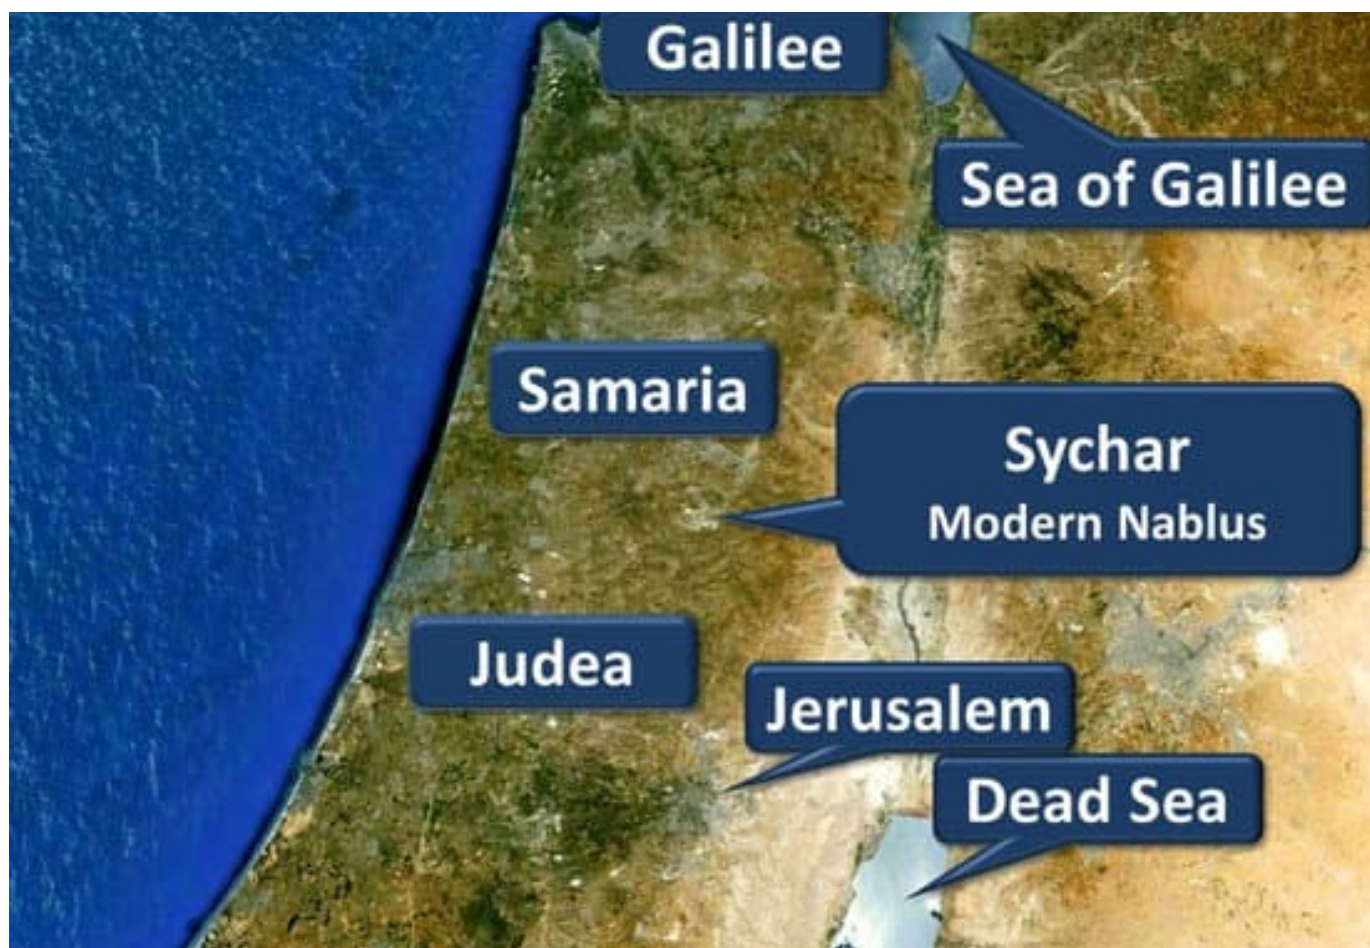 Galilee
Sea of Galilee
Samaria
Sychar
Modern Nablus
Judea
Jerusalem
Dead Sea